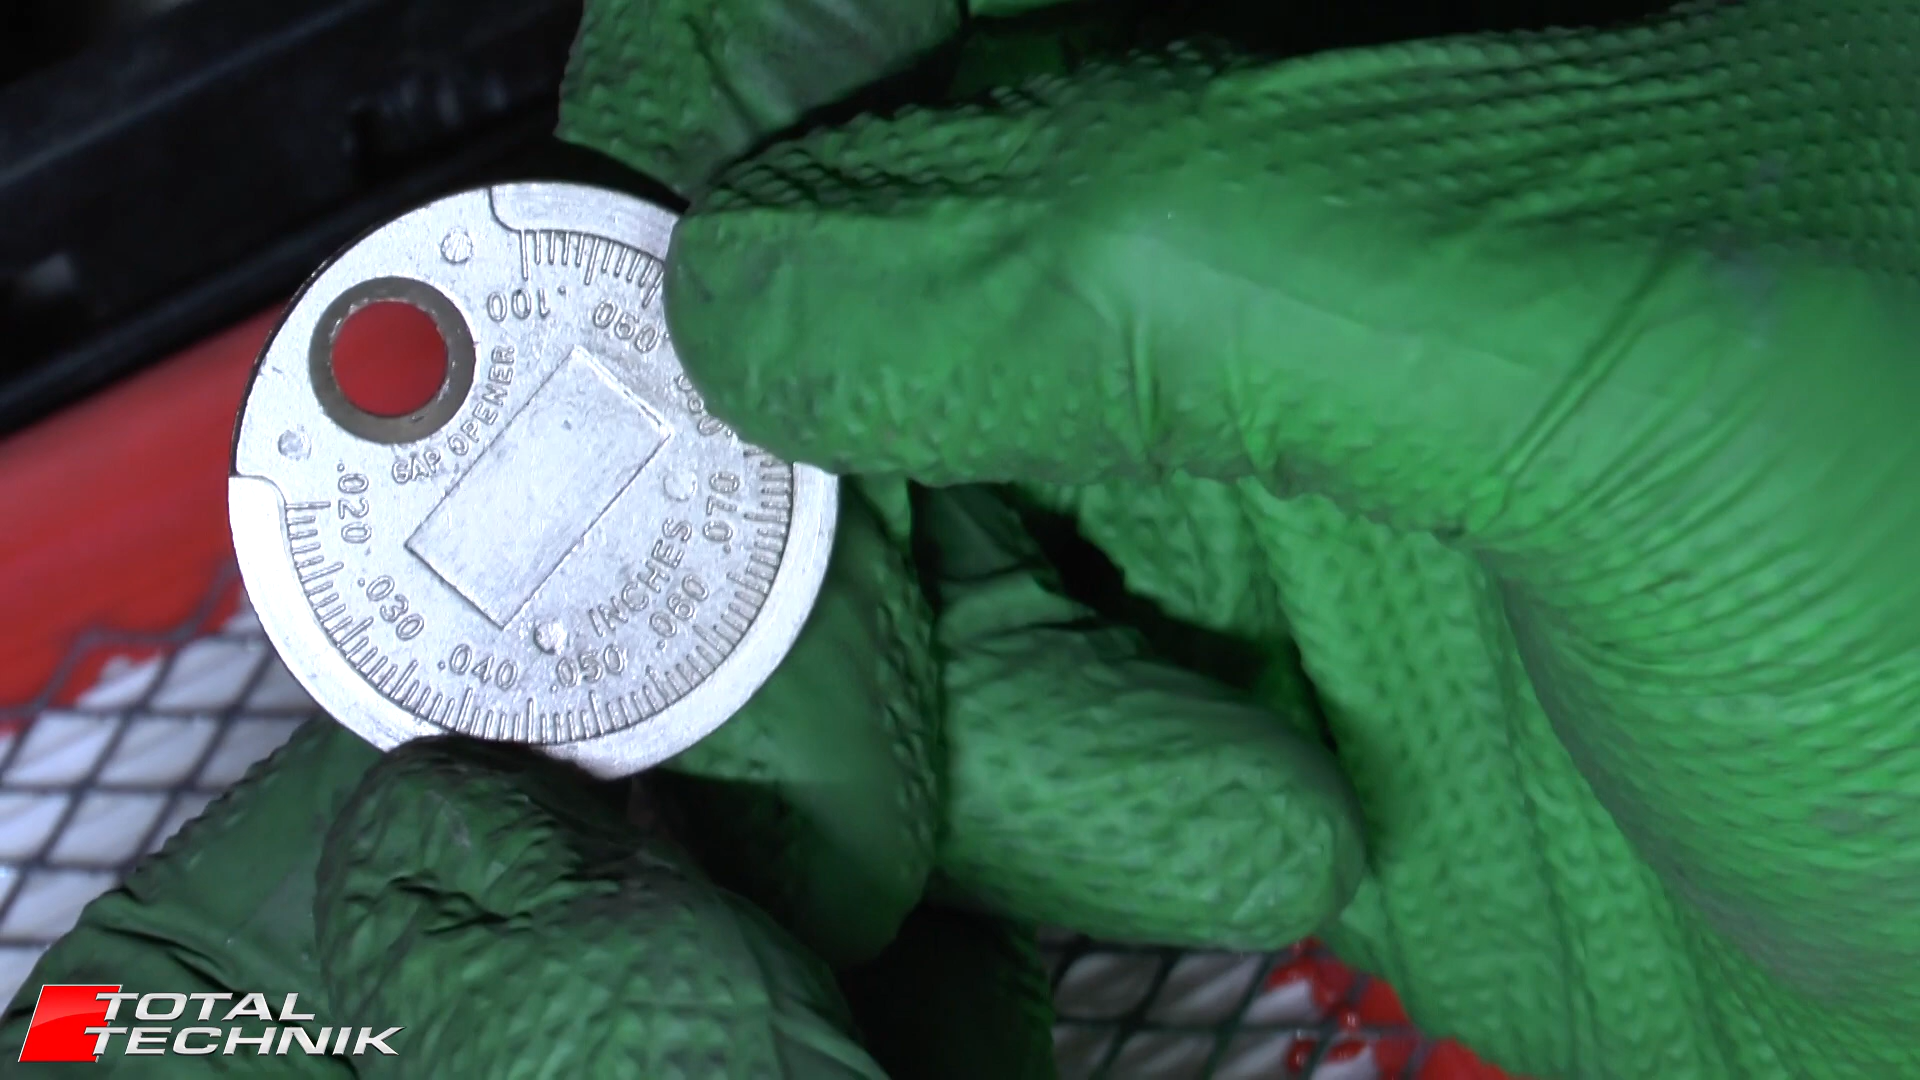 .100
.090
.070
.060
.050
.040
.030
.020
GAP OPENER
INCHES
TOTAL
TECHNIK